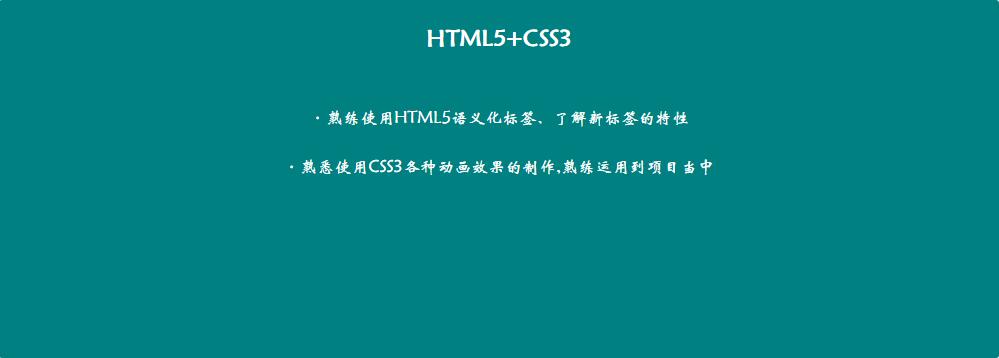 HTML5+CSS3
· 熟练使用HTML5语义化标签、了解新标签的特性
· 熟悉使用CSS3各种动画效果的制作,熟练运用到项目当中